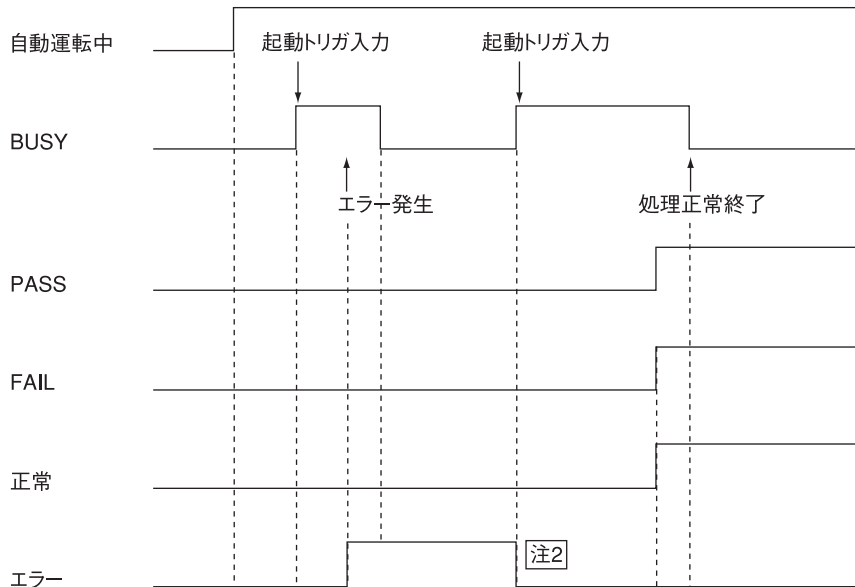 自動運転中
起動トリガ入力
起動トリガ入力
BUSY
エラー発生
処理正常終了
PASS
FAIL
正常
注2
エラー